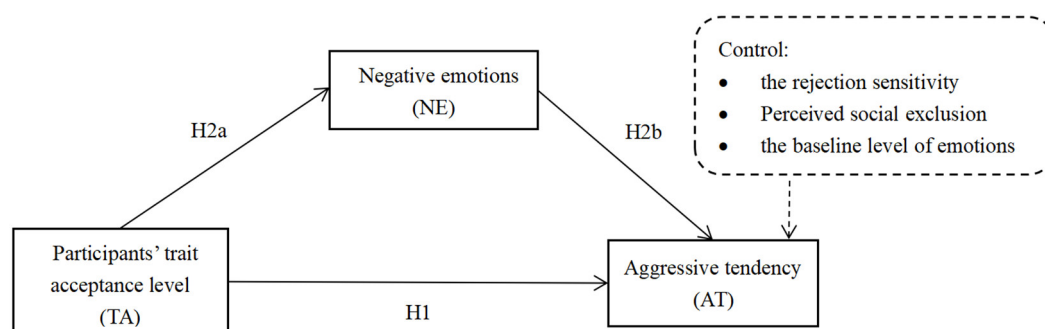 Control:
• the rejection sensitivity
• Perceived social exclusion
• the baseline level of emotions
Negative emotions
(NE)
H2a
H2b
Participants’ trait
acceptance level
(TA)
H1
Aggressive tendency
(AT)